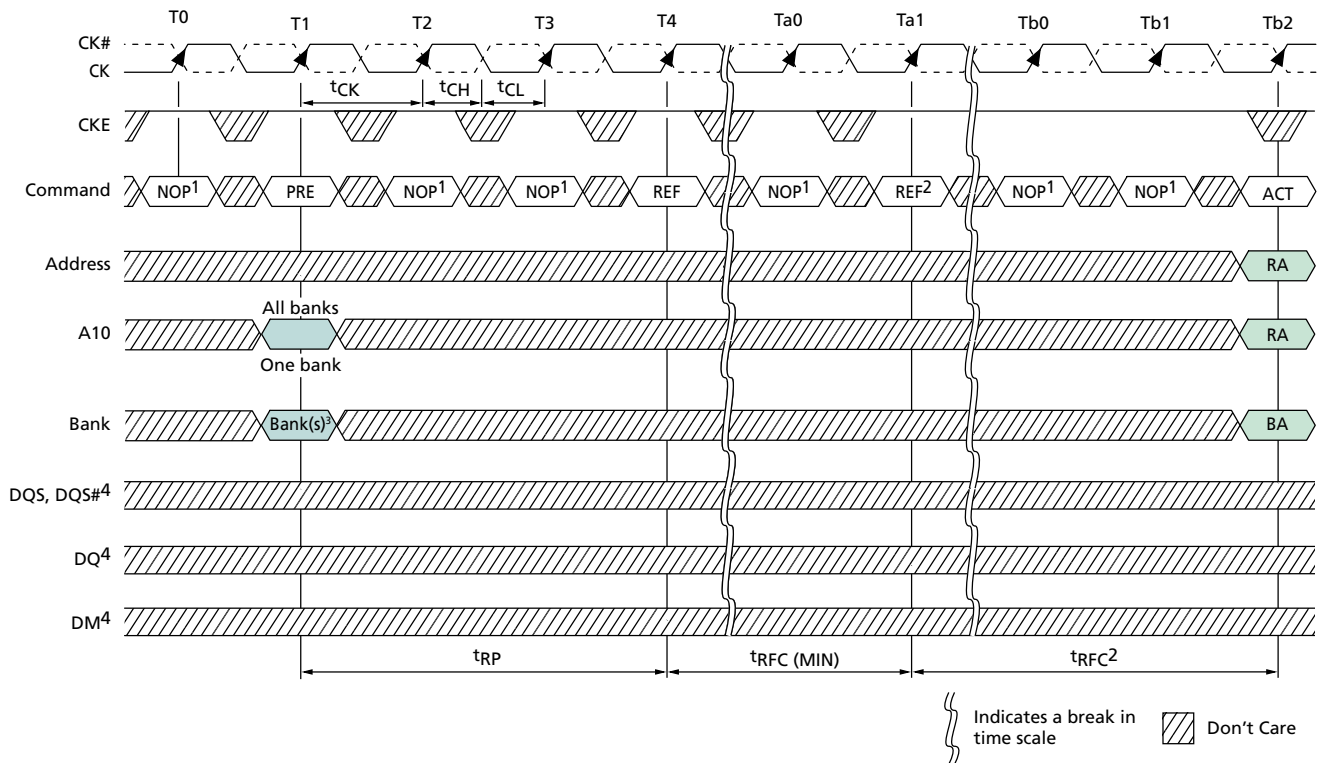 T0 T1 T2 T3 T4 Ta0 Ta1 Tb0 Tb1 Tb2
CK#
CK
tCK tCH tCL
CKE
Command NOP1 PRE NOP1 NOP1 REF NOP1 REF2 NOP1 NOP1 ACT
Address RA
All banks
A10 RA
One bank
Bank Bank(s)3 BA
DQS, DQS#4
DQ4
DM4
tRP tRFC (MIN) tRFC2
Indicates a break in
time scale
Don't Care